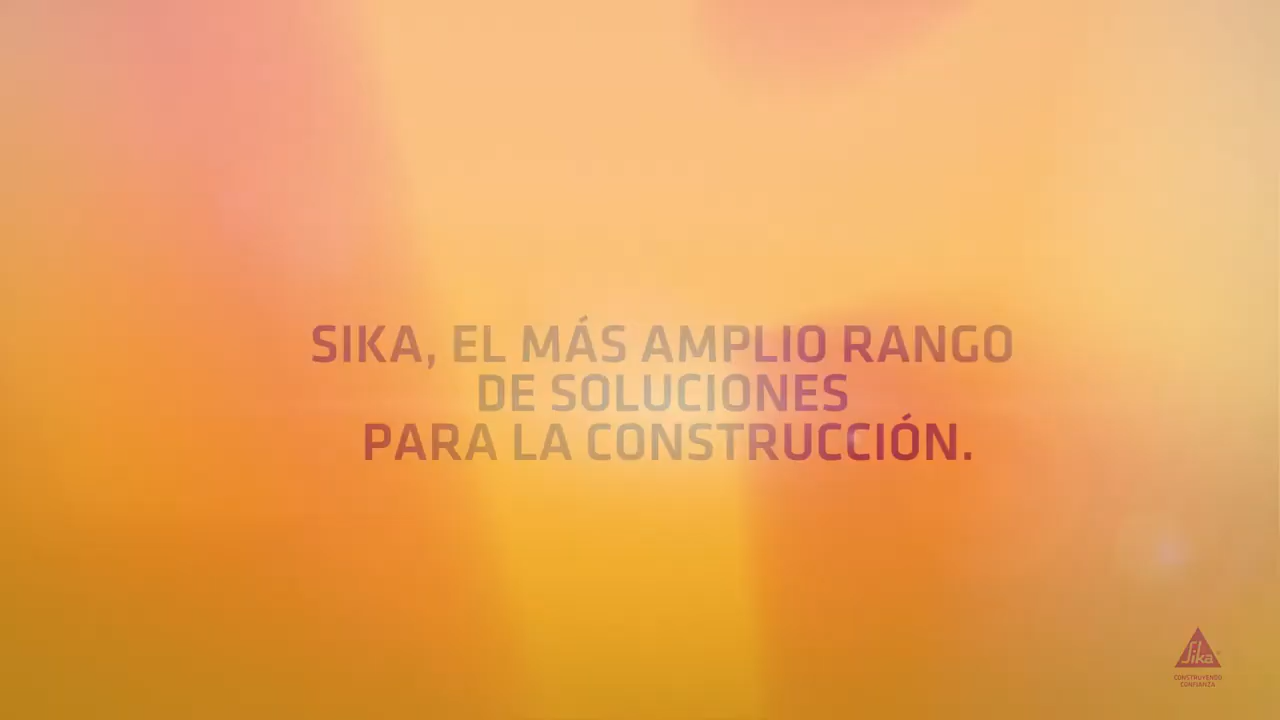 SIKA, EL MÁS AMPLIO RANGO
DE SOLUCIONES
PARA LA CONSTRUCCIÓN.
Sika®
CONSTRUYENDO
CONFIANZA